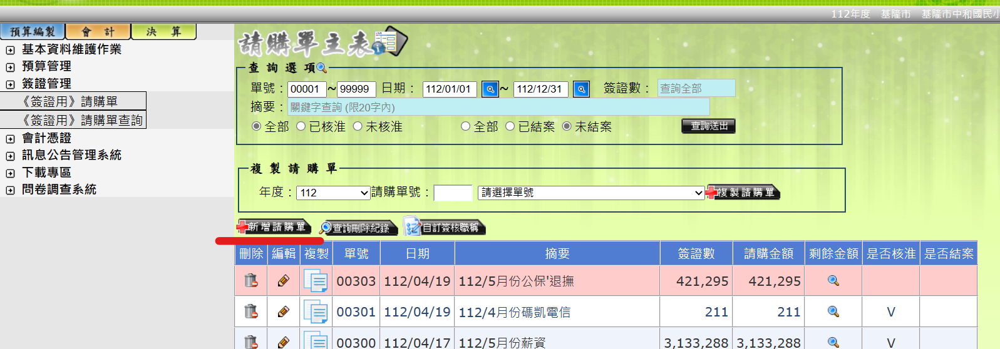 112年度 基隆市 基隆市中和國民小
預算編製 會計 決算
基本資料維護作業
預算管理
簽證管理
《簽證用》請購單
《簽證用》請購單查詢
會計憑證
訊息公告管理系統
下載專區
問卷調查系統
請購單主表
查詢選項
單號：00001~99999 日期： 112/01/01 ~ 112/12/31 簽證數： 查詢全部
摘要：關鍵字查詢 (限20字內)
全部 已核准 未核准 全部 已結案 未結案 查詢送出
複製請購單
年度：112 請購單號： 請選擇單號 複製請購單
新增請購單 查詢刪除紀錄 自訂簽核職稱
刪除 編輯 複製 單號 日期 摘要 簽證數 請購金額 剩餘金額 是否核准 是否結案
00303 112/04/19 112/5月份公保'退撫 421,295 421,295
00301 112/04/19 112/4月份碼凱電信 211 211 V
00300 112/04/17 112/5月份薪資 3,133,288 3,133,288 V